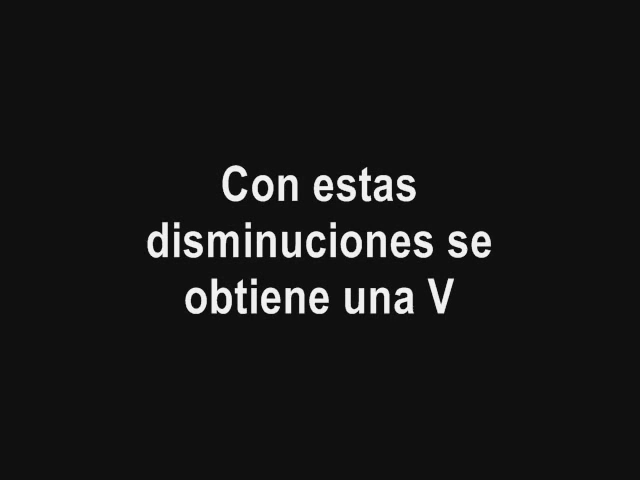 Con estas
disminuciones se
obtiene una V